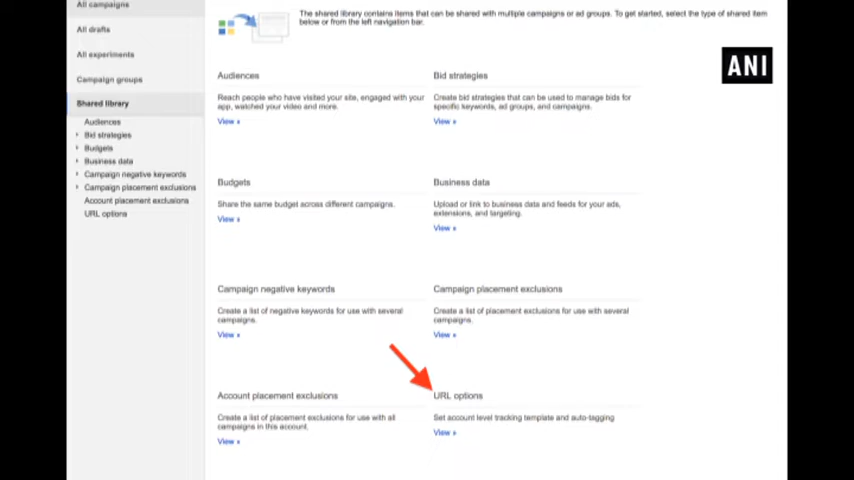 All campaigns
All drafts
All experiments
Campaign groups
Shared library
Audiences
Bid strategies
Budgets
Business data
Campaign negative keywords
Campaign placement exclusions
Account placement exclusions
URL options
The shared library contains items that can be shared with multiple campaigns or ad groups. To get started, select the type of shared item
below or from the left navigation bar.
ANI
Audiences
Reach people who have visited your site, engaged with your
app, watched your video and more.
View »
Bid strategies
Create bid strategies that can be used to manage bids for
specific keywords, ad groups, and campaigns.
View »
Budgets
Share the same budget across different campaigns.
View »
Business data
Upload or link to business data and feeds for your ads,
extensions, and targeting.
View »
Campaign negative keywords
Create a list of negative keywords for use with several
campaigns.
View »
Campaign placement exclusions
Create a list of placement exclusions for use with several
campaigns.
View »
Account placement exclusions
Create a list of placement exclusions for use with all
campaigns in this account.
View »
URL options
Set account level tracking template and auto-tagging
View »